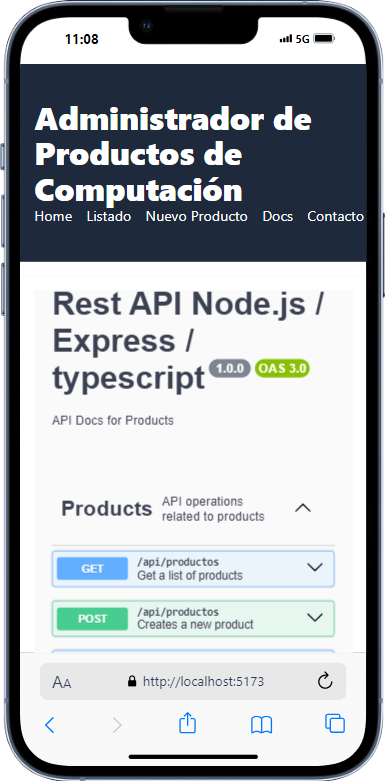 11:08
5G
Administrador de
Productos de
Computación
Home Listado Nuevo Producto Docs Contacto
Rest API Node.js /
Express /
typescript 1.0.0 OAS 3.0
API Docs for Products
Products API operations
related to products
GET /api/productos
Get a list of products
POST /api/productos
Creates a new product
AA http://localhost:5173